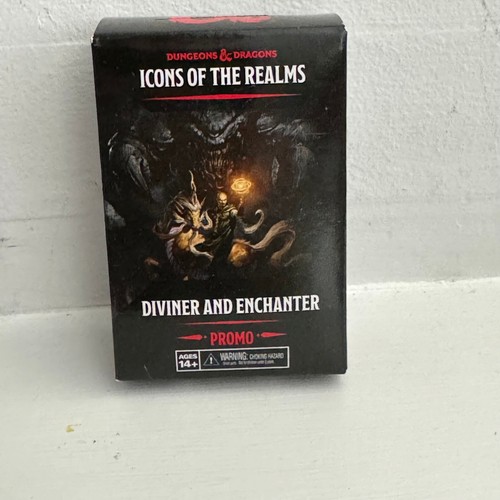 DUNGEONS & DRAGONS
ICONS OF THE REALMS
DIVINER AND ENCHANTER
PROMO
AGES
14+
WARNING: CHOKING HAZARD